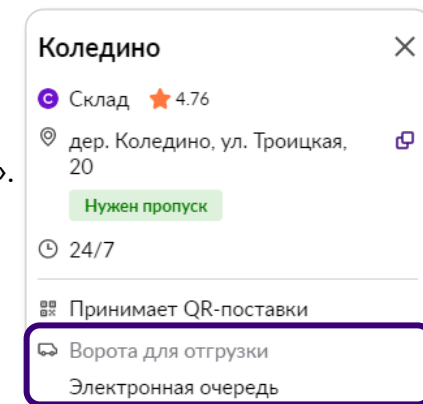 Коледино
С Склад 4.76
дер. Коледино, ул. Троицкая,
20
».
Нужен пропуск
24/7
Принимает QR-поставки
Ворота для отгрузки
Электронная очередь